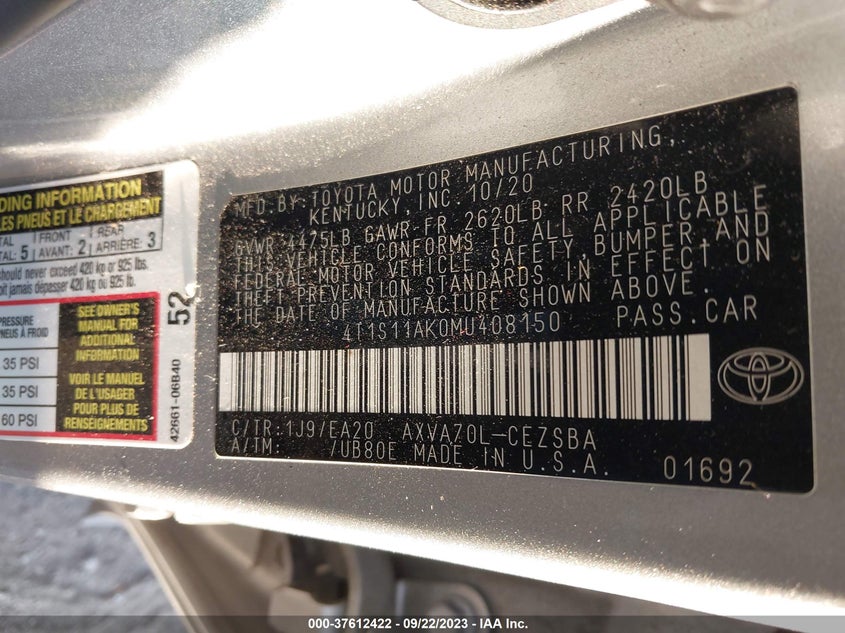 DING INFORMATION
LES PNEUS ET LE CHARGEMENT
TAL FRONT REAR
TAL: 5 AVANT: 2 ARRIÈRE: 3
hould never exceed 420 kg or 925 lbs.
oit jamais dépasser 420 kg ou 925 lb.
52
PRESSURE
PNEUS À FROID
35 PSI
35 PSI
60 PSI
SEE OWNER'S
MANUAL FOR
ADDITIONAL
INFORMATION
VOIR LE MANUEL
DE L'USAGER
POUR PLUS DE
RENSEIGNEMENTS
42661-06B40
MFD.BY: TOYOTA MOTOR MANUFACTURING,
KENTUCKY, INC. 10/20
GVWR 4475LB GAWR FR 2620LB RR 2420LB
THIS VEHICLE CONFORMS TO ALL APPLICABLE
FEDERAL MOTOR VEHICLE SAFETY, BUMPER, AND
THEFT PREVENTION STANDARDS IN EFFECT ON
THE DATE OF MANUFACTURE SHOWN ABOVE.
4T1S11AK0MU408150 PASS.CAR
C/TR: 1J9/EA20 AXVA70L-CEZSBA
A/TM: /UB80E MADE IN U.S.A. 01692
000-37612422 - 09/22/2023 - IAA Inc.